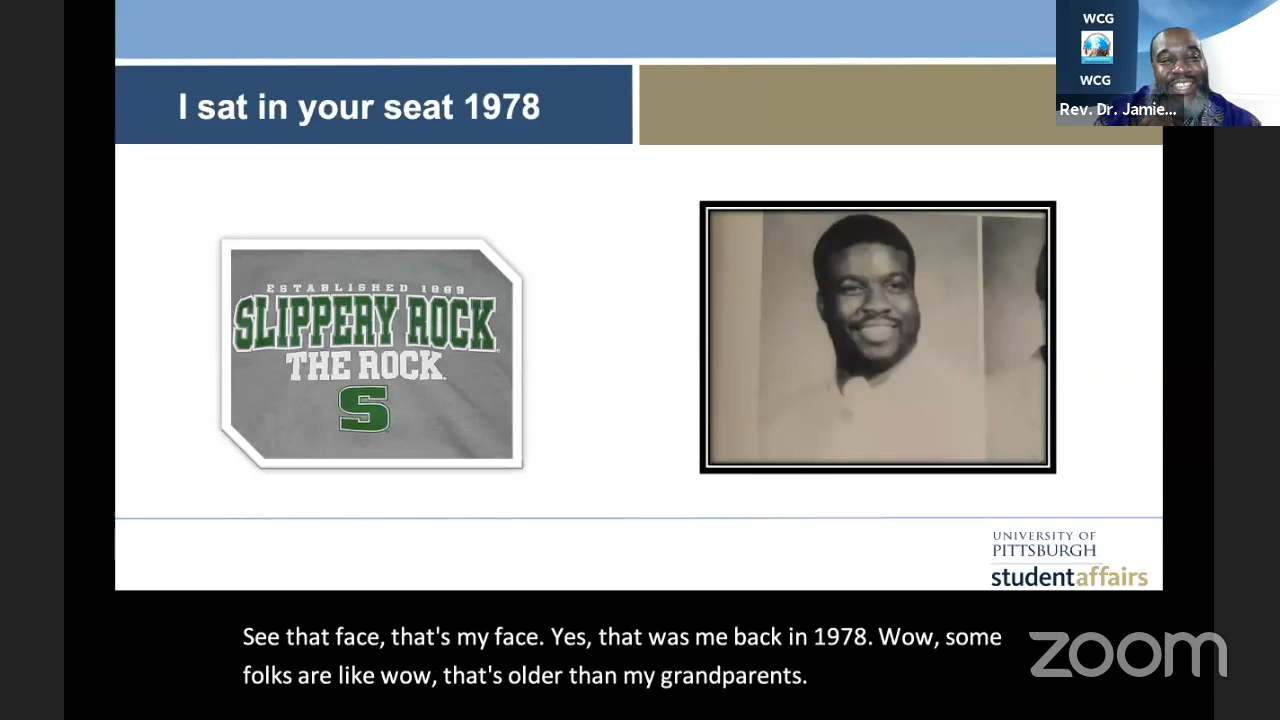 I sat in your seat 1978
WCG
WCG
Rev. Dr. Jamie...
ESTABLISHED 1889
SLIPPERY ROCK
THE ROCK.
S
UNIVERSITY OF
PITTSBURGH
studentaffairs
See that face, that's my face. Yes, that was me back in 1978. Wow, some
folks are like wow, that's older than my grandparents.
zoom